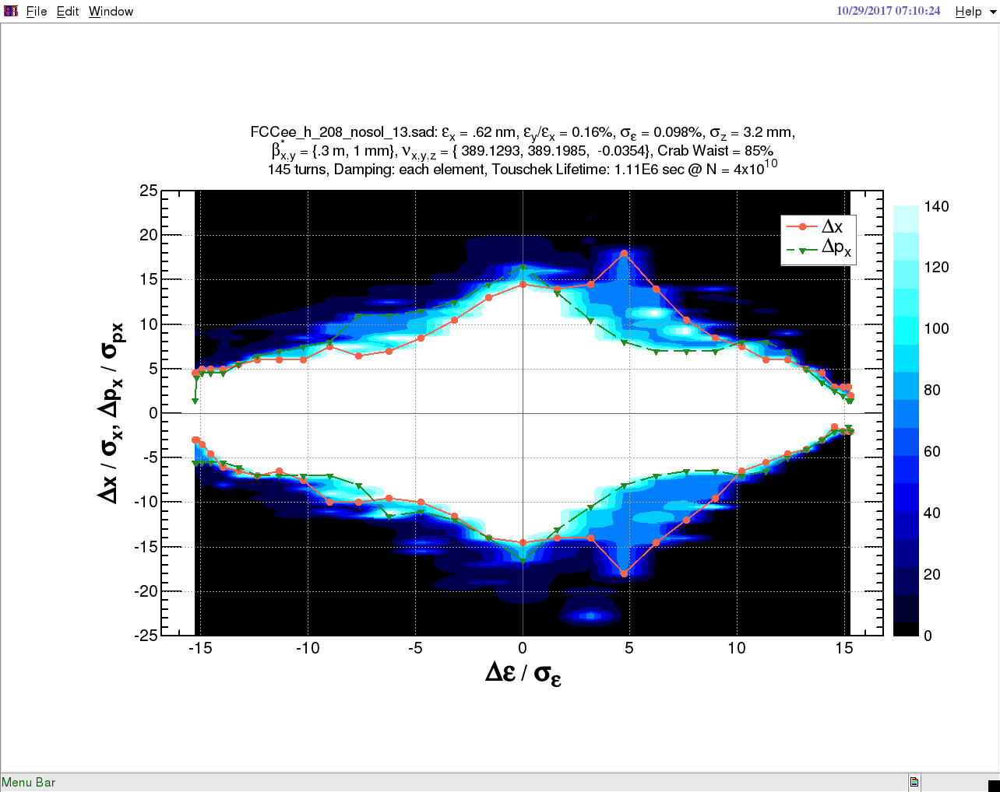 File Edit Window 10/29/2017 07:10:24 Help
FCCee_h_208_nosol_13.sad: εx = .62 nm, εy/εx = 0.16%, σε = 0.098%, σz = 3.2 mm,
β*x,y = {.3 m, 1 mm}, νx,y,z = { 389.1293, 389.1985, -0.0354}, Crab Waist = 85%
145 turns, Damping: each element, Touschek Lifetime: 1.11E6 sec @ N = 4x10^10
Δx / σx, Δpx / σpx
25
20
15
10
5
0
-5
-10
-15
-20
-25
Δx
Δpx
140
120
100
80
60
40
20
0
-15 -10 -5 0 5 10 15
Δε / σε
Menu Bar